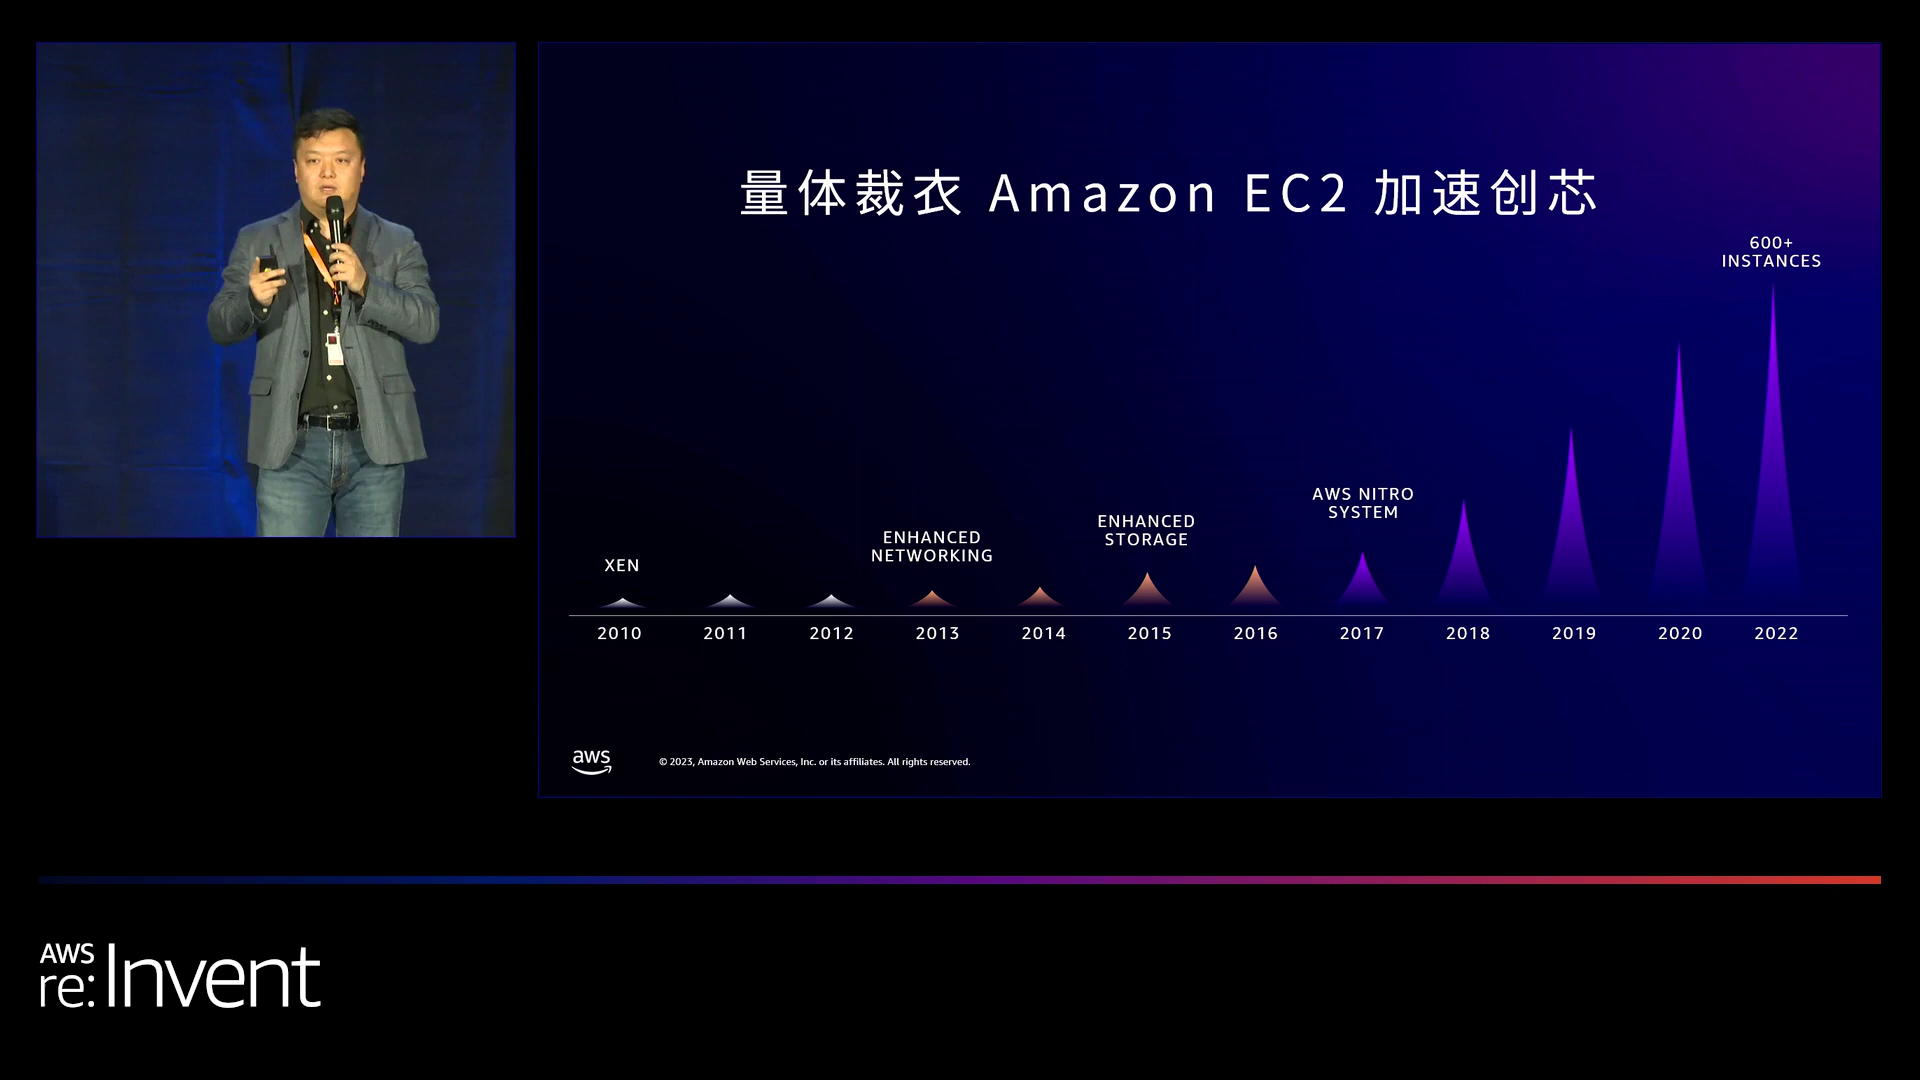 量体裁衣 Amazon EC2 加速创芯
600+
INSTANCES
AWS NITRO
SYSTEM
ENHANCED
STORAGE
ENHANCED
NETWORKING
XEN
2010 2011 2012 2013 2014 2015 2016 2017 2018 2019 2020 2022
aws
© 2023, Amazon Web Services, Inc. or its affiliates. All rights reserved.
AWS
re:Invent